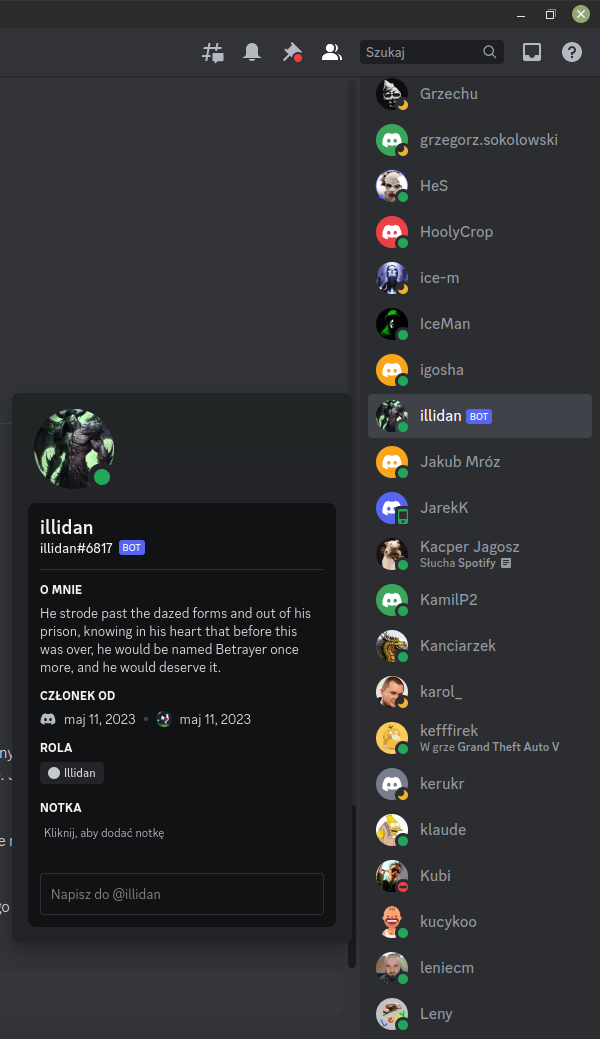 Szukaj
Grzechu
grzegorz.sokolowski
HeS
HoolyCrop
ice-m
IceMan
igosha
illidan BOT
Jakub Mróz
JarekK
Kacper Jagosz
Słucha Spotify
KamilP2
Kanciarzek
karol_
kefffirek
W grze Grand Theft Auto V
kerukr
klaude
Kubi
kucykoo
leniecm
Leny
illidan
illidan#6817 BOT
O MNIE
He strode past the dazed forms and out of his
prison, knowing in his heart that before this
was over, he would be named Betrayer once
more, and he would deserve it.
CZŁONEK OD
maj 11, 2023 • maj 11, 2023
ROLA
Illidan
NOTKA
Kliknij, aby dodać notkę
Napisz do @illidan